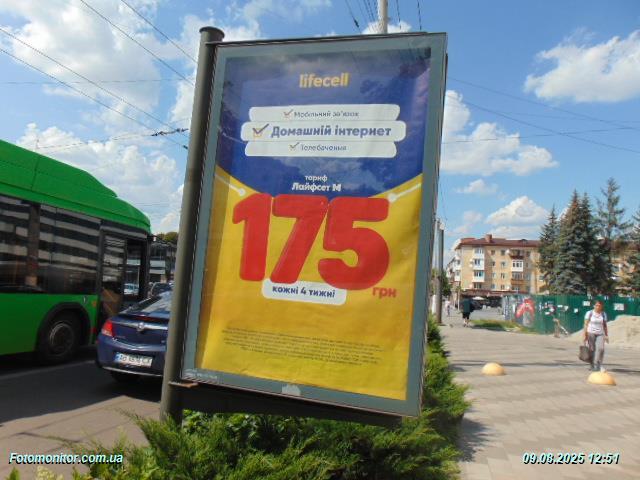 lifecell
Мобільний зв'язок
Домашній інтернет
Телебачення
тариф
Лайфсет М
175
грн
кожні 4 тижні
Fotomonitor.com.ua
09.08.2025 12:51